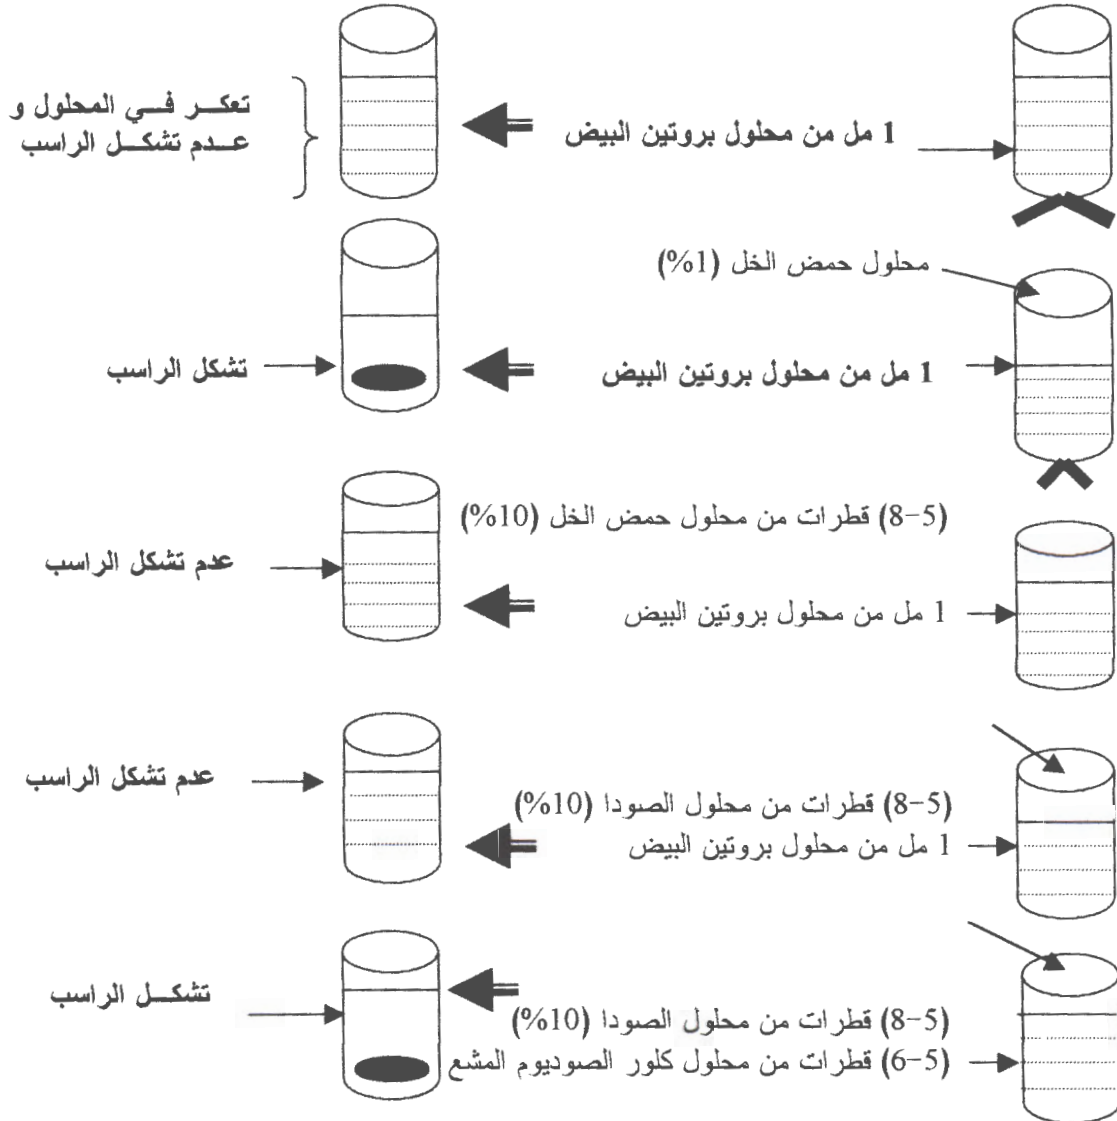 1 مل من محلول بروتين البيض
تعكر في المحلول و
عدم تشكل الراسب
محلول حمض الخل (1%)
1 مل من محلول بروتين البيض
تشكل الراسب
(5-8) قطرات من محلول حمض الخل (10%)
1 مل من محلول بروتين البيض
عدم تشكل الراسب
(5-8) قطرات من محلول الصودا (10%)
1 مل من محلول بروتين البيض
عدم تشكل الراسب
(5-8) قطرات من محلول الصودا (10%)
(5-6) قطرات من محلول كلور الصوديوم المشع
تشكل الراسب